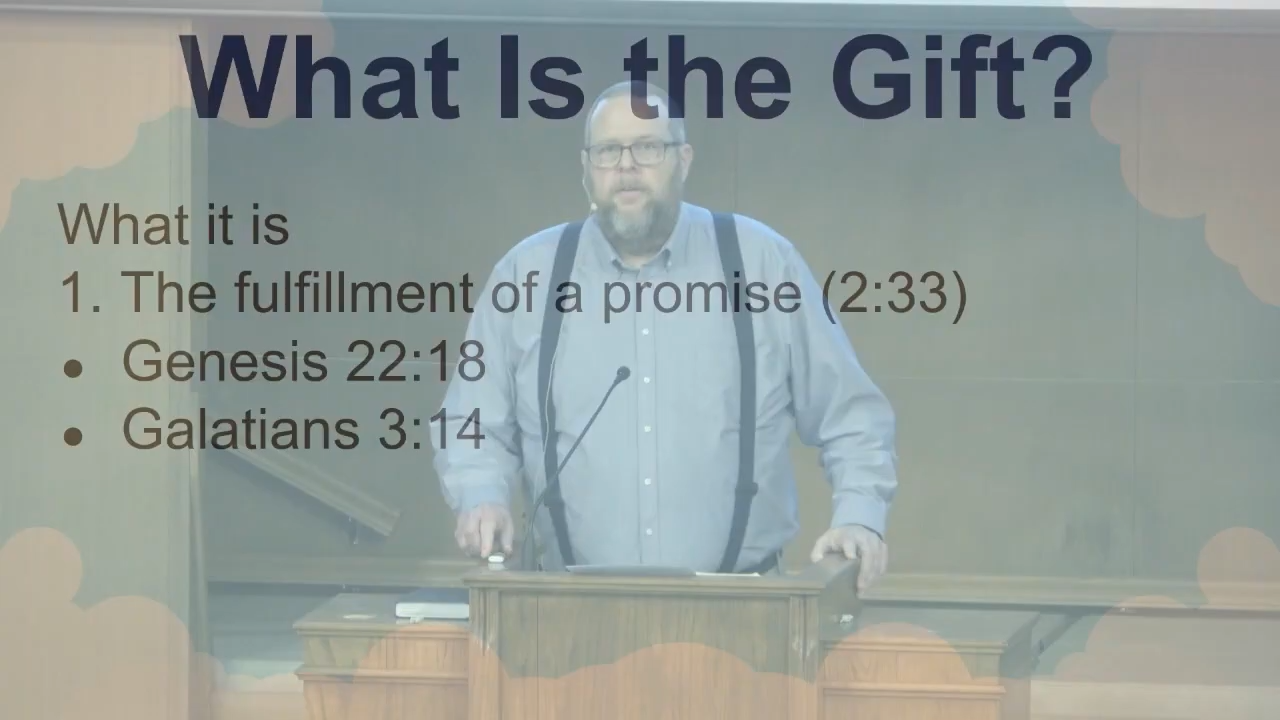 What Is the Gift?
What it is
1. The fulfillment of a promise (2:33)
• Genesis 22:18
• Galatians 3:14